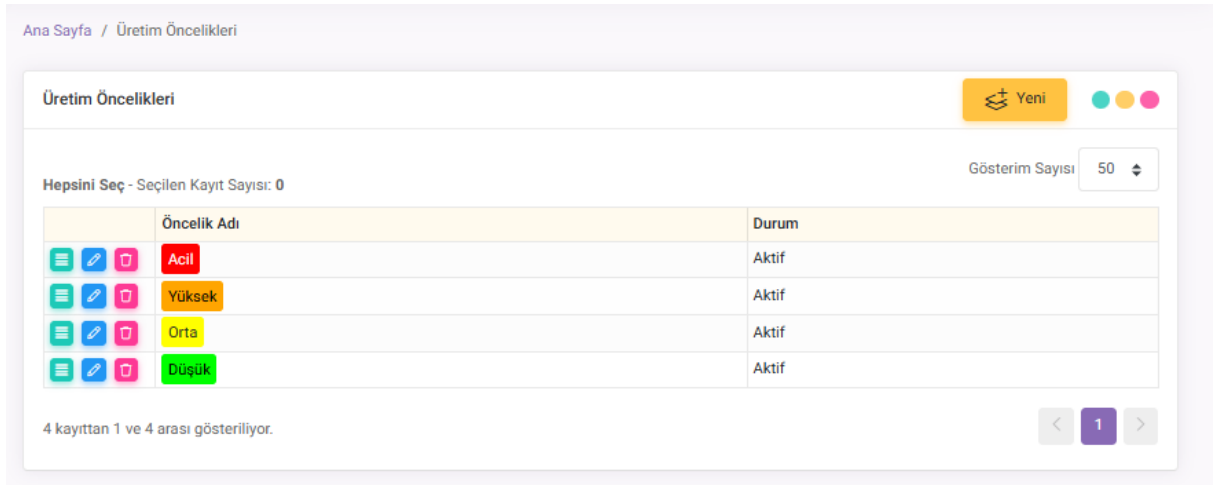 Ana Sayfa / Üretim Öncelikleri
Üretim Öncelikleri
Yeni
Gösterim Sayısı 50
Hepsini Seç - Seçilen Kayıt Sayısı: 0
Öncelik Adı Durum
Acil Aktif
Yüksek Aktif
Orta Aktif
Düşük Aktif
4 kayıttan 1 ve 4 arası gösteriliyor.
< 1 >